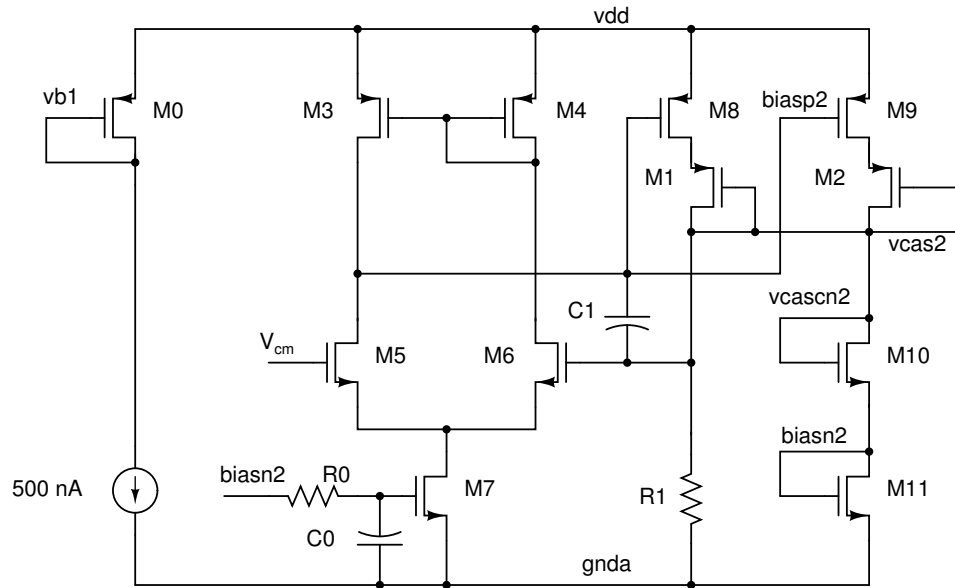 vdd
vb1
M0
M3
M4
M8
biasp2
M9
M1
M2
vcas2
C1
vcascn2
Vcm
M5
M6
M10
biasn2
biasn2
R0
500 nA
M7
R1
M11
C0
gnda